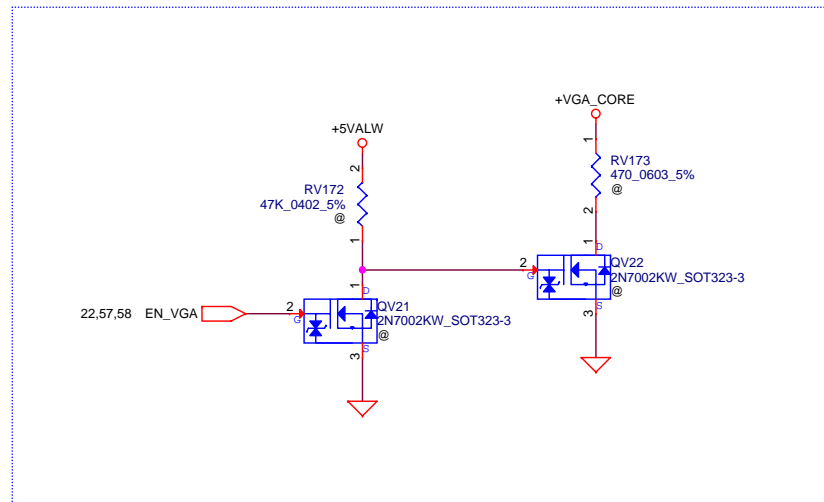 +VGA_CORE
+5VALW
1
RV173
470_0603_5%
@
2
2
RV172
47K_0402_5%
@
1
1
D
2
G
QV22
2N7002KW_SOT323-3
@
S
3
1
D
22,57,58 EN_VGA
2
G
QV21
2N7002KW_SOT323-3
@
S
3